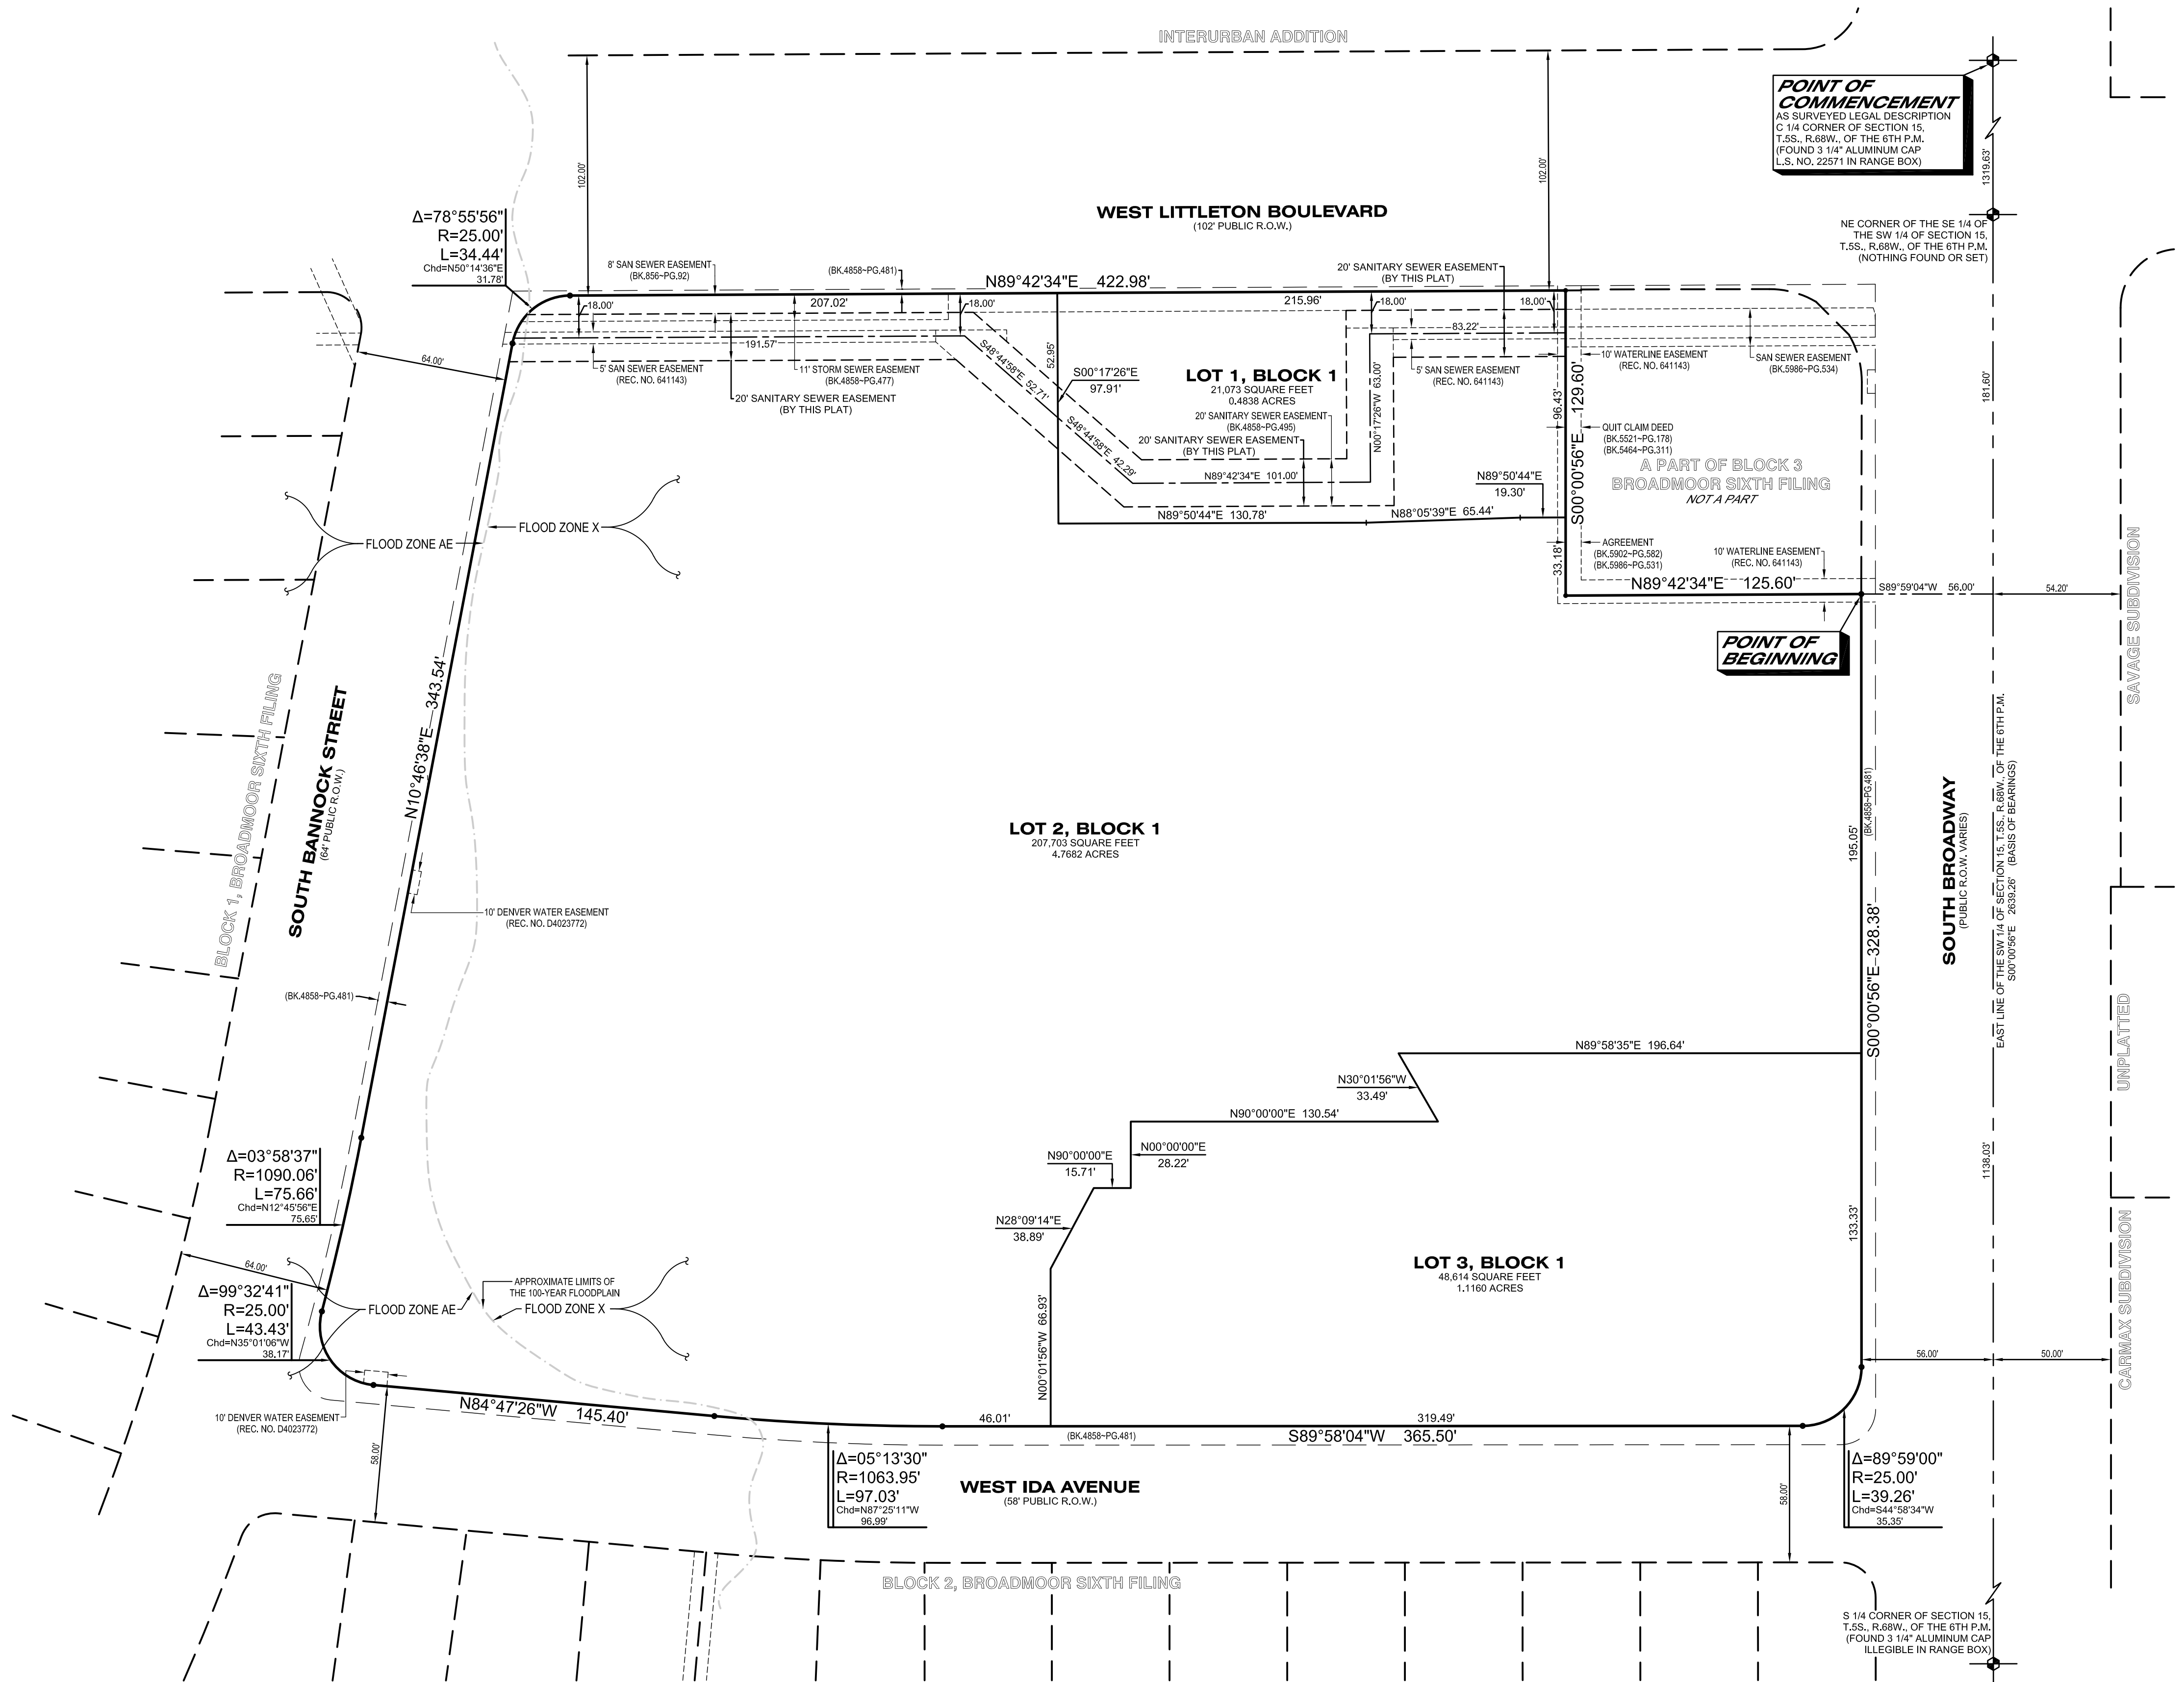 INTERURBAN ADDITION
POINT OF
COMMENCEMENT
AS SURVEYED LEGAL DESCRIPTION
C 1/4 CORNER OF SECTION 15,
T.5S., R.68W., OF THE 6TH P.M.
(FOUND 3 1/4" ALUMINUM CAP
L.S. NO. 22571 IN RANGE BOX)
1319.63'
102.00'
102.00'
WEST LITTLETON BOULEVARD
(102' PUBLIC R.O.W.)
NE CORNER OF THE SE 1/4 OF
THE SW 1/4 OF SECTION 15,
T.5S., R.68W., OF THE 6TH P.M.
(NOTHING FOUND OR SET)
Δ=78°55'56"
R=25.00'
L=34.44'
Chd=N50°14'36"E
31.78'
8' SAN SEWER EASEMENT
(BK.856~PG.92)
(BK.4858~PG.481)
N89°42'34"E 422.98'
20' SANITARY SEWER EASEMENT
(BY THIS PLAT)
18.00'
207.02'
18.00'
215.96'
18.00'
18.00'
83.22'
191.57'
64.00'
5' SAN SEWER EASEMENT
(REC. NO. 641143)
11' STORM SEWER EASEMENT
(BK.4858~PG.477)
20' SANITARY SEWER EASEMENT
(BY THIS PLAT)
S48°44'58"E 52.71'
S48°44'58"E 42.29'
52.95'
S00°17'26"E
97.91'
LOT 1, BLOCK 1
21,073 SQUARE FEET
0.4838 ACRES
20' SANITARY SEWER EASEMENT
(BK.4858~PG.495)
20' SANITARY SEWER EASEMENT
(BY THIS PLAT)
N00°17'26"W 63.00'
5' SAN SEWER EASEMENT
(REC. NO. 641143)
10' WATERLINE EASEMENT
(REC. NO. 641143)
SAN SEWER EASEMENT
(BK.5986~PG.534)
181.60'
96.43'
S00°00'56"E 129.60'
QUIT CLAIM DEED
(BK.5521~PG.178)
(BK.5464~PG.311)
A PART OF BLOCK 3
BROADMOOR SIXTH FILING
NOT A PART
N89°42'34"E 101.00'
N89°50'44"E
19.30'
N89°50'44"E 130.78'
N88°05'39"E 65.44'
33.18'
AGREEMENT
(BK.5902~PG.582)
(BK.5986~PG.531)
10' WATERLINE EASEMENT
(REC. NO. 641143)
N89°42'34"E 125.60'
S89°59'04"W 56.00'
54.20'
SAVAGE SUBDIVISION
POINT OF
BEGINNING
FLOOD ZONE AE
FLOOD ZONE X
BLOCK 1, BROADMOOR SIXTH FILING
SOUTH BANNOCK STREET
(64' PUBLIC R.O.W.)
N10°46'38"E 343.54'
LOT 2, BLOCK 1
207,703 SQUARE FEET
4.7682 ACRES
10' DENVER WATER EASEMENT
(REC. NO. D4023772)
(BK.4858~PG.481)
195.05'
(BK.4858~PG.481)
S00°00'56"E 328.38'
SOUTH BROADWAY
(PUBLIC R.O.W. VARIES)
EAST LINE OF THE SW 1/4 OF SECTION 15, T.5S., R.68W., OF THE 6TH P.M.
S00°00'56"E 2639.26' (BASIS OF BEARINGS)
UNPLATTED
N89°58'35"E 196.64'
N30°01'56"W
33.49'
N90°00'00"E 130.54'
N00°00'00"E
28.22'
N90°00'00"E
15.71'
N28°09'14"E
38.89'
1138.03'
133.33'
Δ=03°58'37"
R=1090.06'
L=75.66'
Chd=N12°45'56"E
75.65'
64.00'
Δ=99°32'41"
R=25.00'
L=43.43'
Chd=N35°01'06"W
38.17'
APPROXIMATE LIMITS OF
THE 100-YEAR FLOODPLAIN
FLOOD ZONE AE
FLOOD ZONE X
LOT 3, BLOCK 1
48,614 SQUARE FEET
1.1160 ACRES
N00°01'56"W 66.93'
56.00'
50.00'
CARMAX SUBDIVISION
10' DENVER WATER EASEMENT
(REC. NO. D4023772)
N84°47'26"W 145.40'
58.00'
46.01'
319.49'
(BK.4858~PG.481)
S89°58'04"W 365.50'
Δ=05°13'30"
R=1063.95'
L=97.03'
Chd=N87°25'11"W
96.99'
WEST IDA AVENUE
(58' PUBLIC R.O.W.)
58.00'
Δ=89°59'00"
R=25.00'
L=39.26'
Chd=S44°58'34"W
35.35'
BLOCK 2, BROADMOOR SIXTH FILING
S 1/4 CORNER OF SECTION 15,
T.5S., R.68W., OF THE 6TH P.M.
(FOUND 3 1/4" ALUMINUM CAP
ILLEGIBLE IN RANGE BOX)